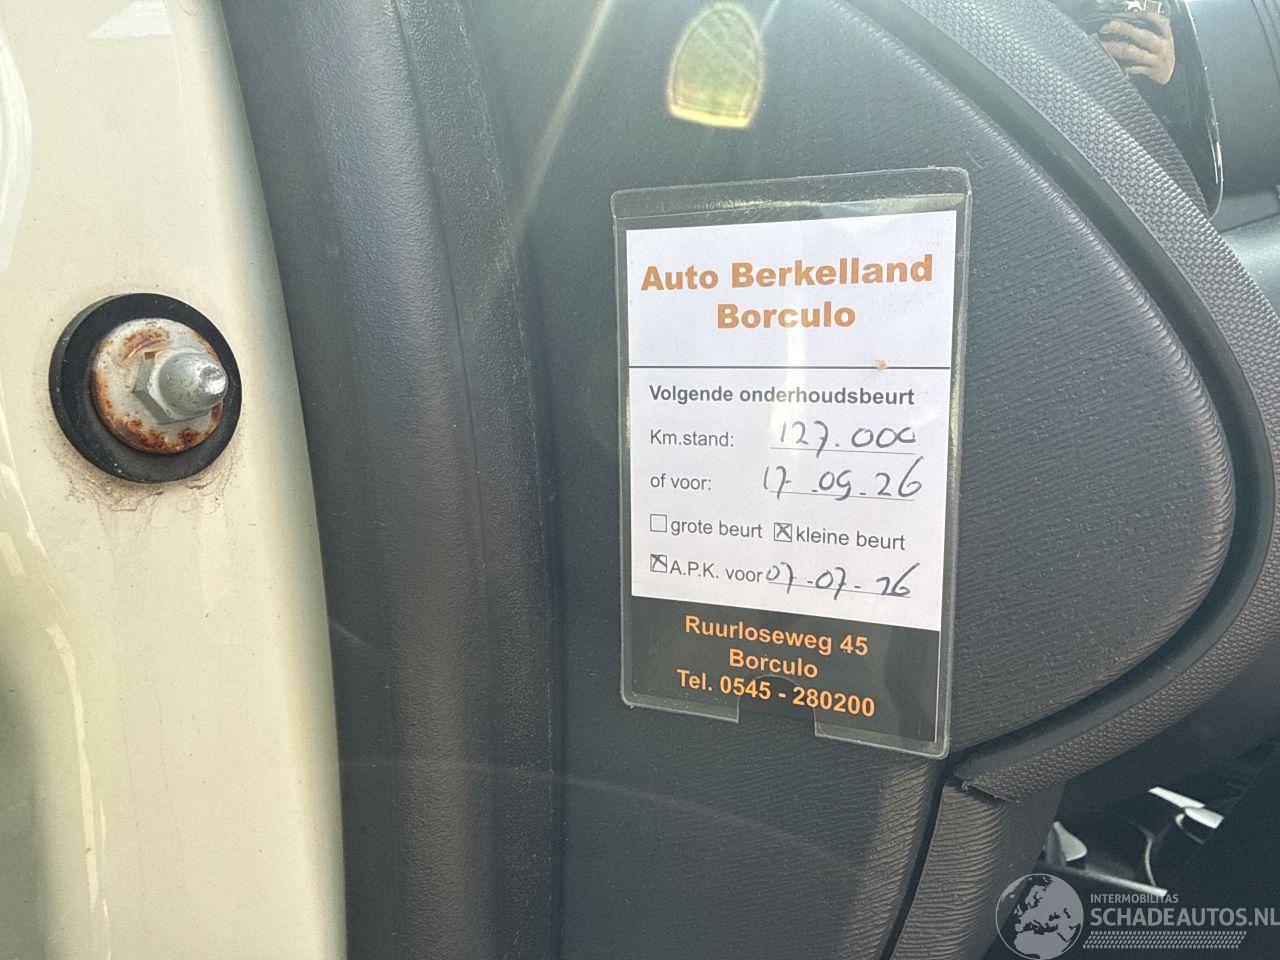 Auto Berkelland
Borculo
Volgende onderhoudsbeurt
Km.stand: 127.000
of voor: 17-09-26
grote beurt kleine beurt
A.P.K. voor 07-07-26
Ruurloseweg 45
Borculo
Tel. 0545 - 280200
INTERMOBILITAS
SCHADEAUTOS.NL